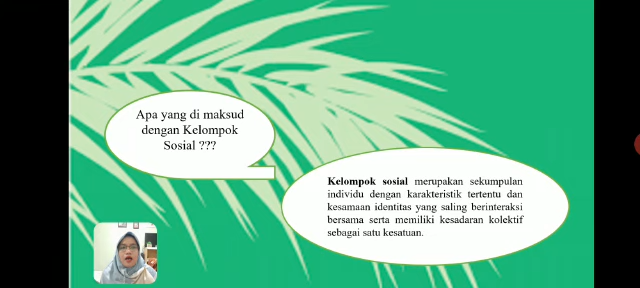 Apa yang di maksud
dengan Kelompok
Sosial ???
Kelompok sosial merupakan sekumpulan
individu dengan karakteristik tertentu dan
kesamaan identitas yang saling berinteraksi
bersama serta memiliki kesadaran kolektif
sebagai satu kesatuan.